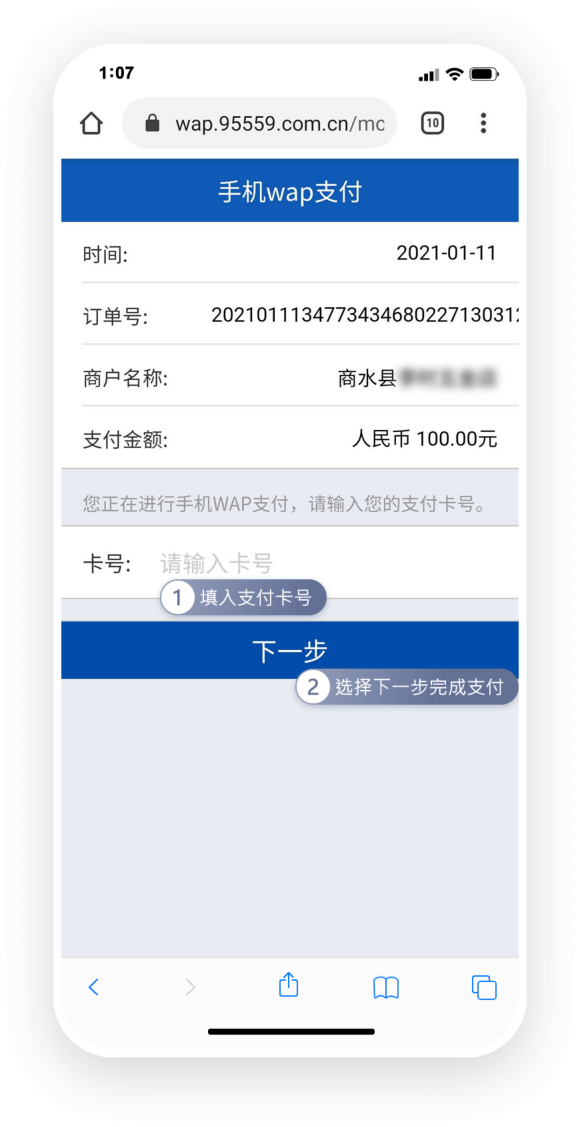 1:07
wap.95559.com.cn/mc
10
手机wap支付
时间: 2021-01-11
订单号: 2021011134773434680227130312
商户名称: 商水县
支付金额: 人民币 100.00元
您正在进行手机WAP支付，请输入您的支付卡号。
卡号: 请输入卡号
1 填入支付卡号
下一步
2 选择下一步完成支付